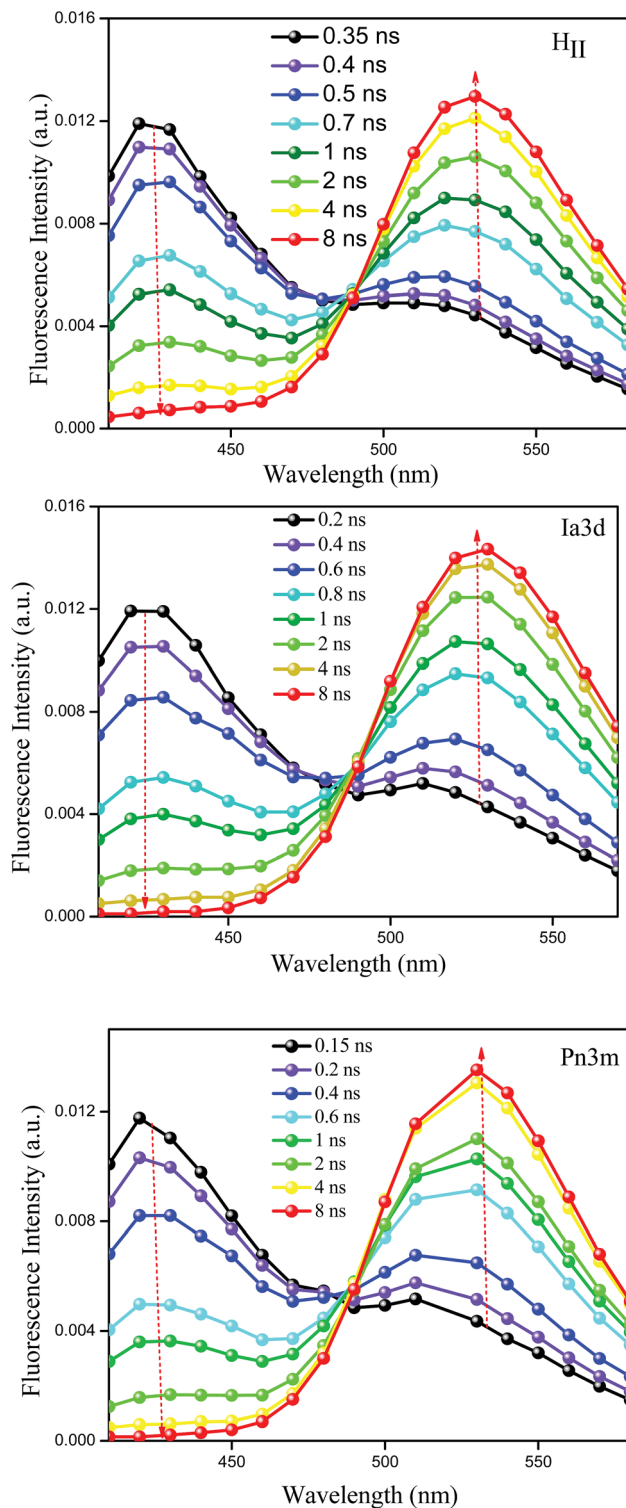 0.016
0.012
0.008
0.004
0.000
Fluorescence Intensity (a.u.)
HII
0.35 ns
0.4 ns
0.5 ns
0.7 ns
1 ns
2 ns
4 ns
8 ns
450
500
550
Wavelength (nm)
0.016
0.012
0.008
0.004
0.000
Fluorescence Intensity (a.u.)
Ia3d
0.2 ns
0.4 ns
0.6 ns
0.8 ns
1 ns
2 ns
4 ns
8 ns
450
500
550
Wavelength (nm)
0.012
0.008
0.004
0.000
Fluorescence Intensity (a.u.)
Pn3m
0.15 ns
0.2 ns
0.4 ns
0.6 ns
1 ns
2 ns
4 ns
8 ns
450
500
550
Wavelength (nm)